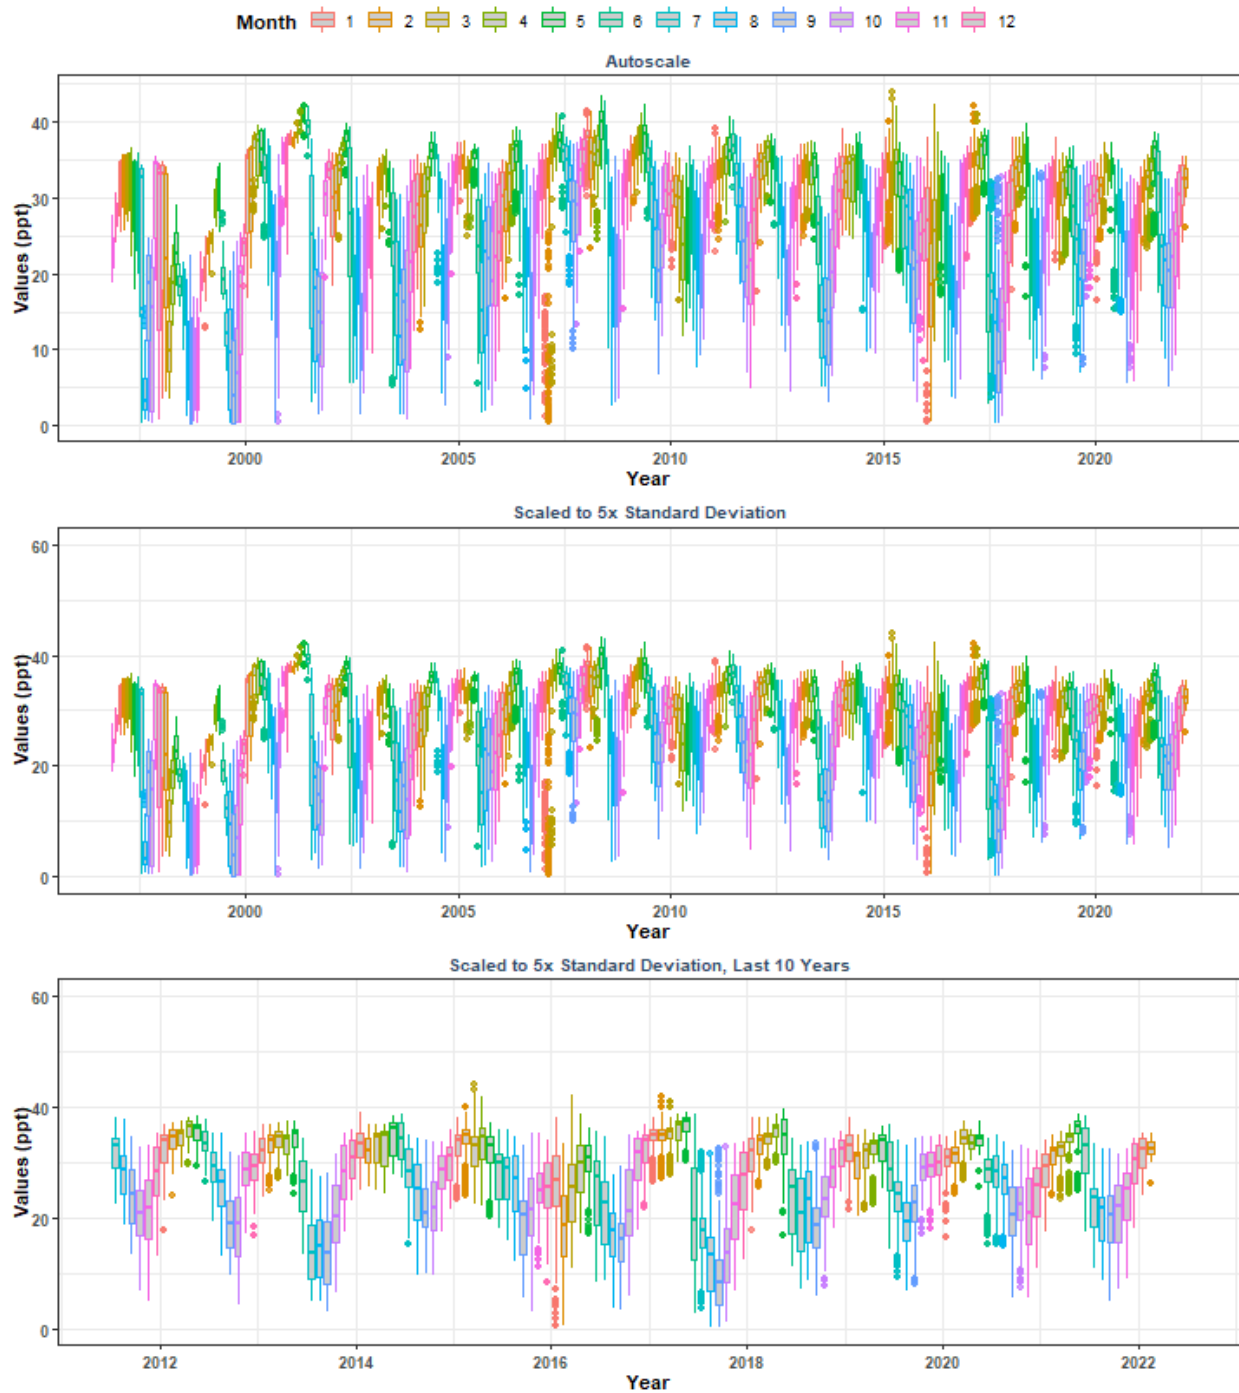 Month 1 2 3 4 5 6 7 8 9 10 11 12
Autoscale
Values (ppt)
40
30
20
10
0
2000 2005 2010 2015 2020
Year
Scaled to 5x Standard Deviation
Values (ppt)
60
40
20
0
2000 2005 2010 2015 2020
Year
Scaled to 5x Standard Deviation, Last 10 Years
Values (ppt)
60
40
20
0
2012 2014 2016 2018 2020 2022
Year